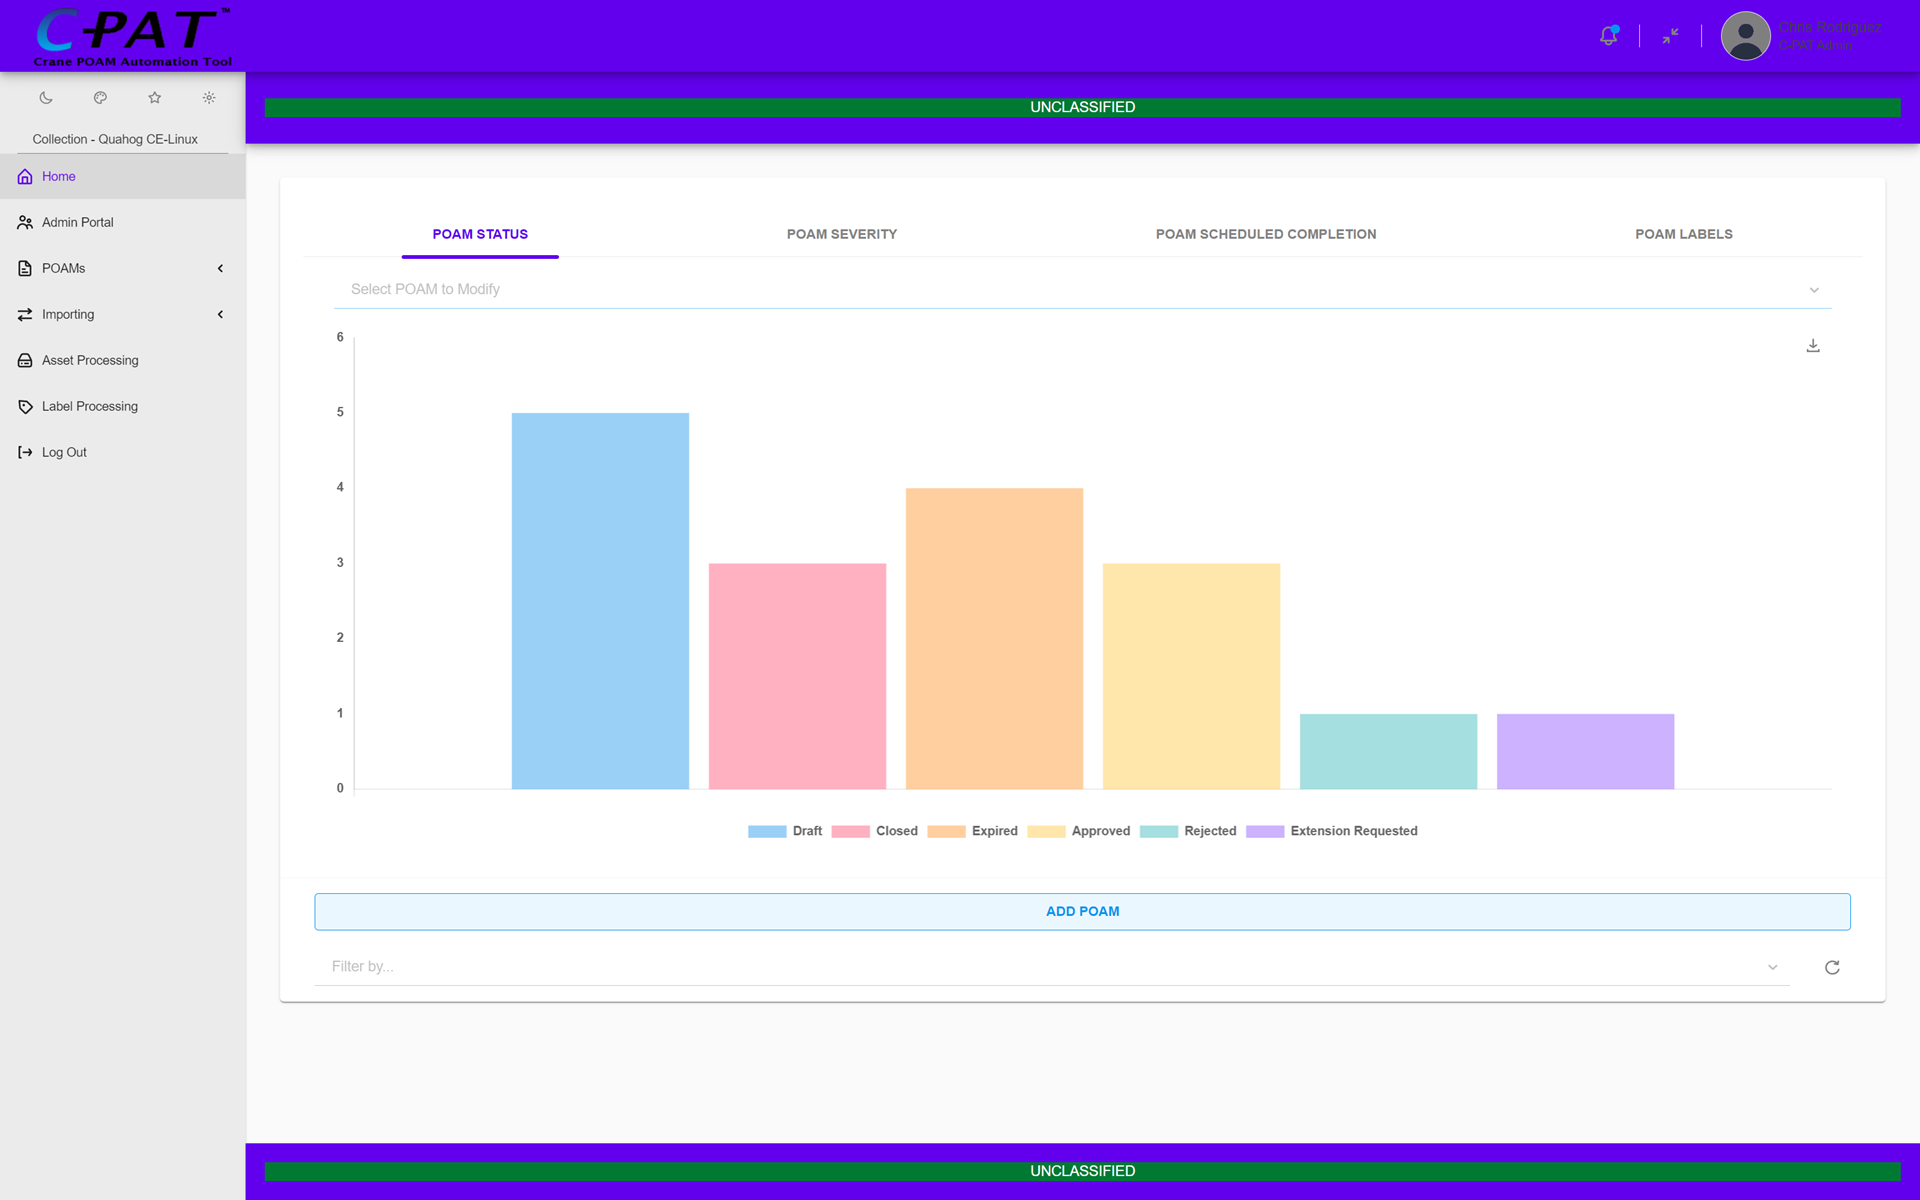 C-PAT™
Crane POAM Automation Tool
Chris Rodriguez
C-PAT Admin
UNCLASSIFIED
Collection - Quahog CE-Linux
Home
Admin Portal
POAMs
Importing
Asset Processing
Label Processing
Log Out
POAM STATUS
POAM SEVERITY
POAM SCHEDULED COMPLETION
POAM LABELS
Select POAM to Modify
6
5
4
3
2
1
0
Draft
Closed
Expired
Approved
Rejected
Extension Requested
ADD POAM
Filter by...
UNCLASSIFIED